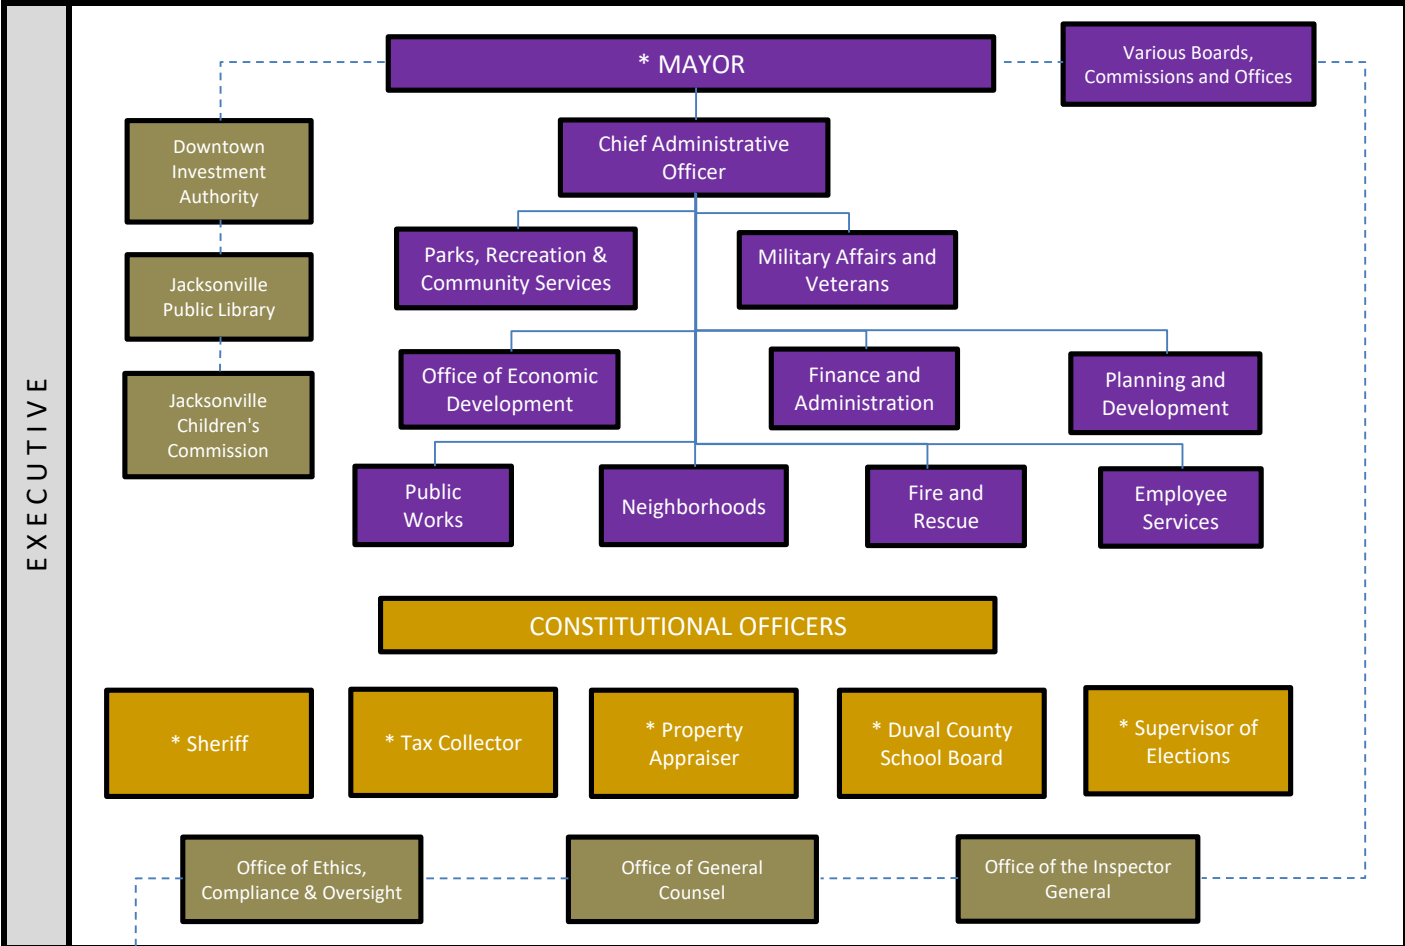 EXECUTIVE
* MAYOR
Various Boards,
Commissions and Offices
Downtown
Investment
Authority
Chief Administrative
Officer
Parks, Recreation &
Community Services
Military Affairs and
Veterans
Jacksonville
Public Library
Office of Economic
Development
Finance and
Administration
Planning and
Development
Jacksonville
Children's
Commission
Public
Works
Neighborhoods
Fire and
Rescue
Employee
Services
CONSTITUTIONAL OFFICERS
* Sheriff
* Tax Collector
* Property
Appraiser
* Duval County
School Board
* Supervisor of
Elections
Office of Ethics,
Compliance & Oversight
Office of General
Counsel
Office of the Inspector
General